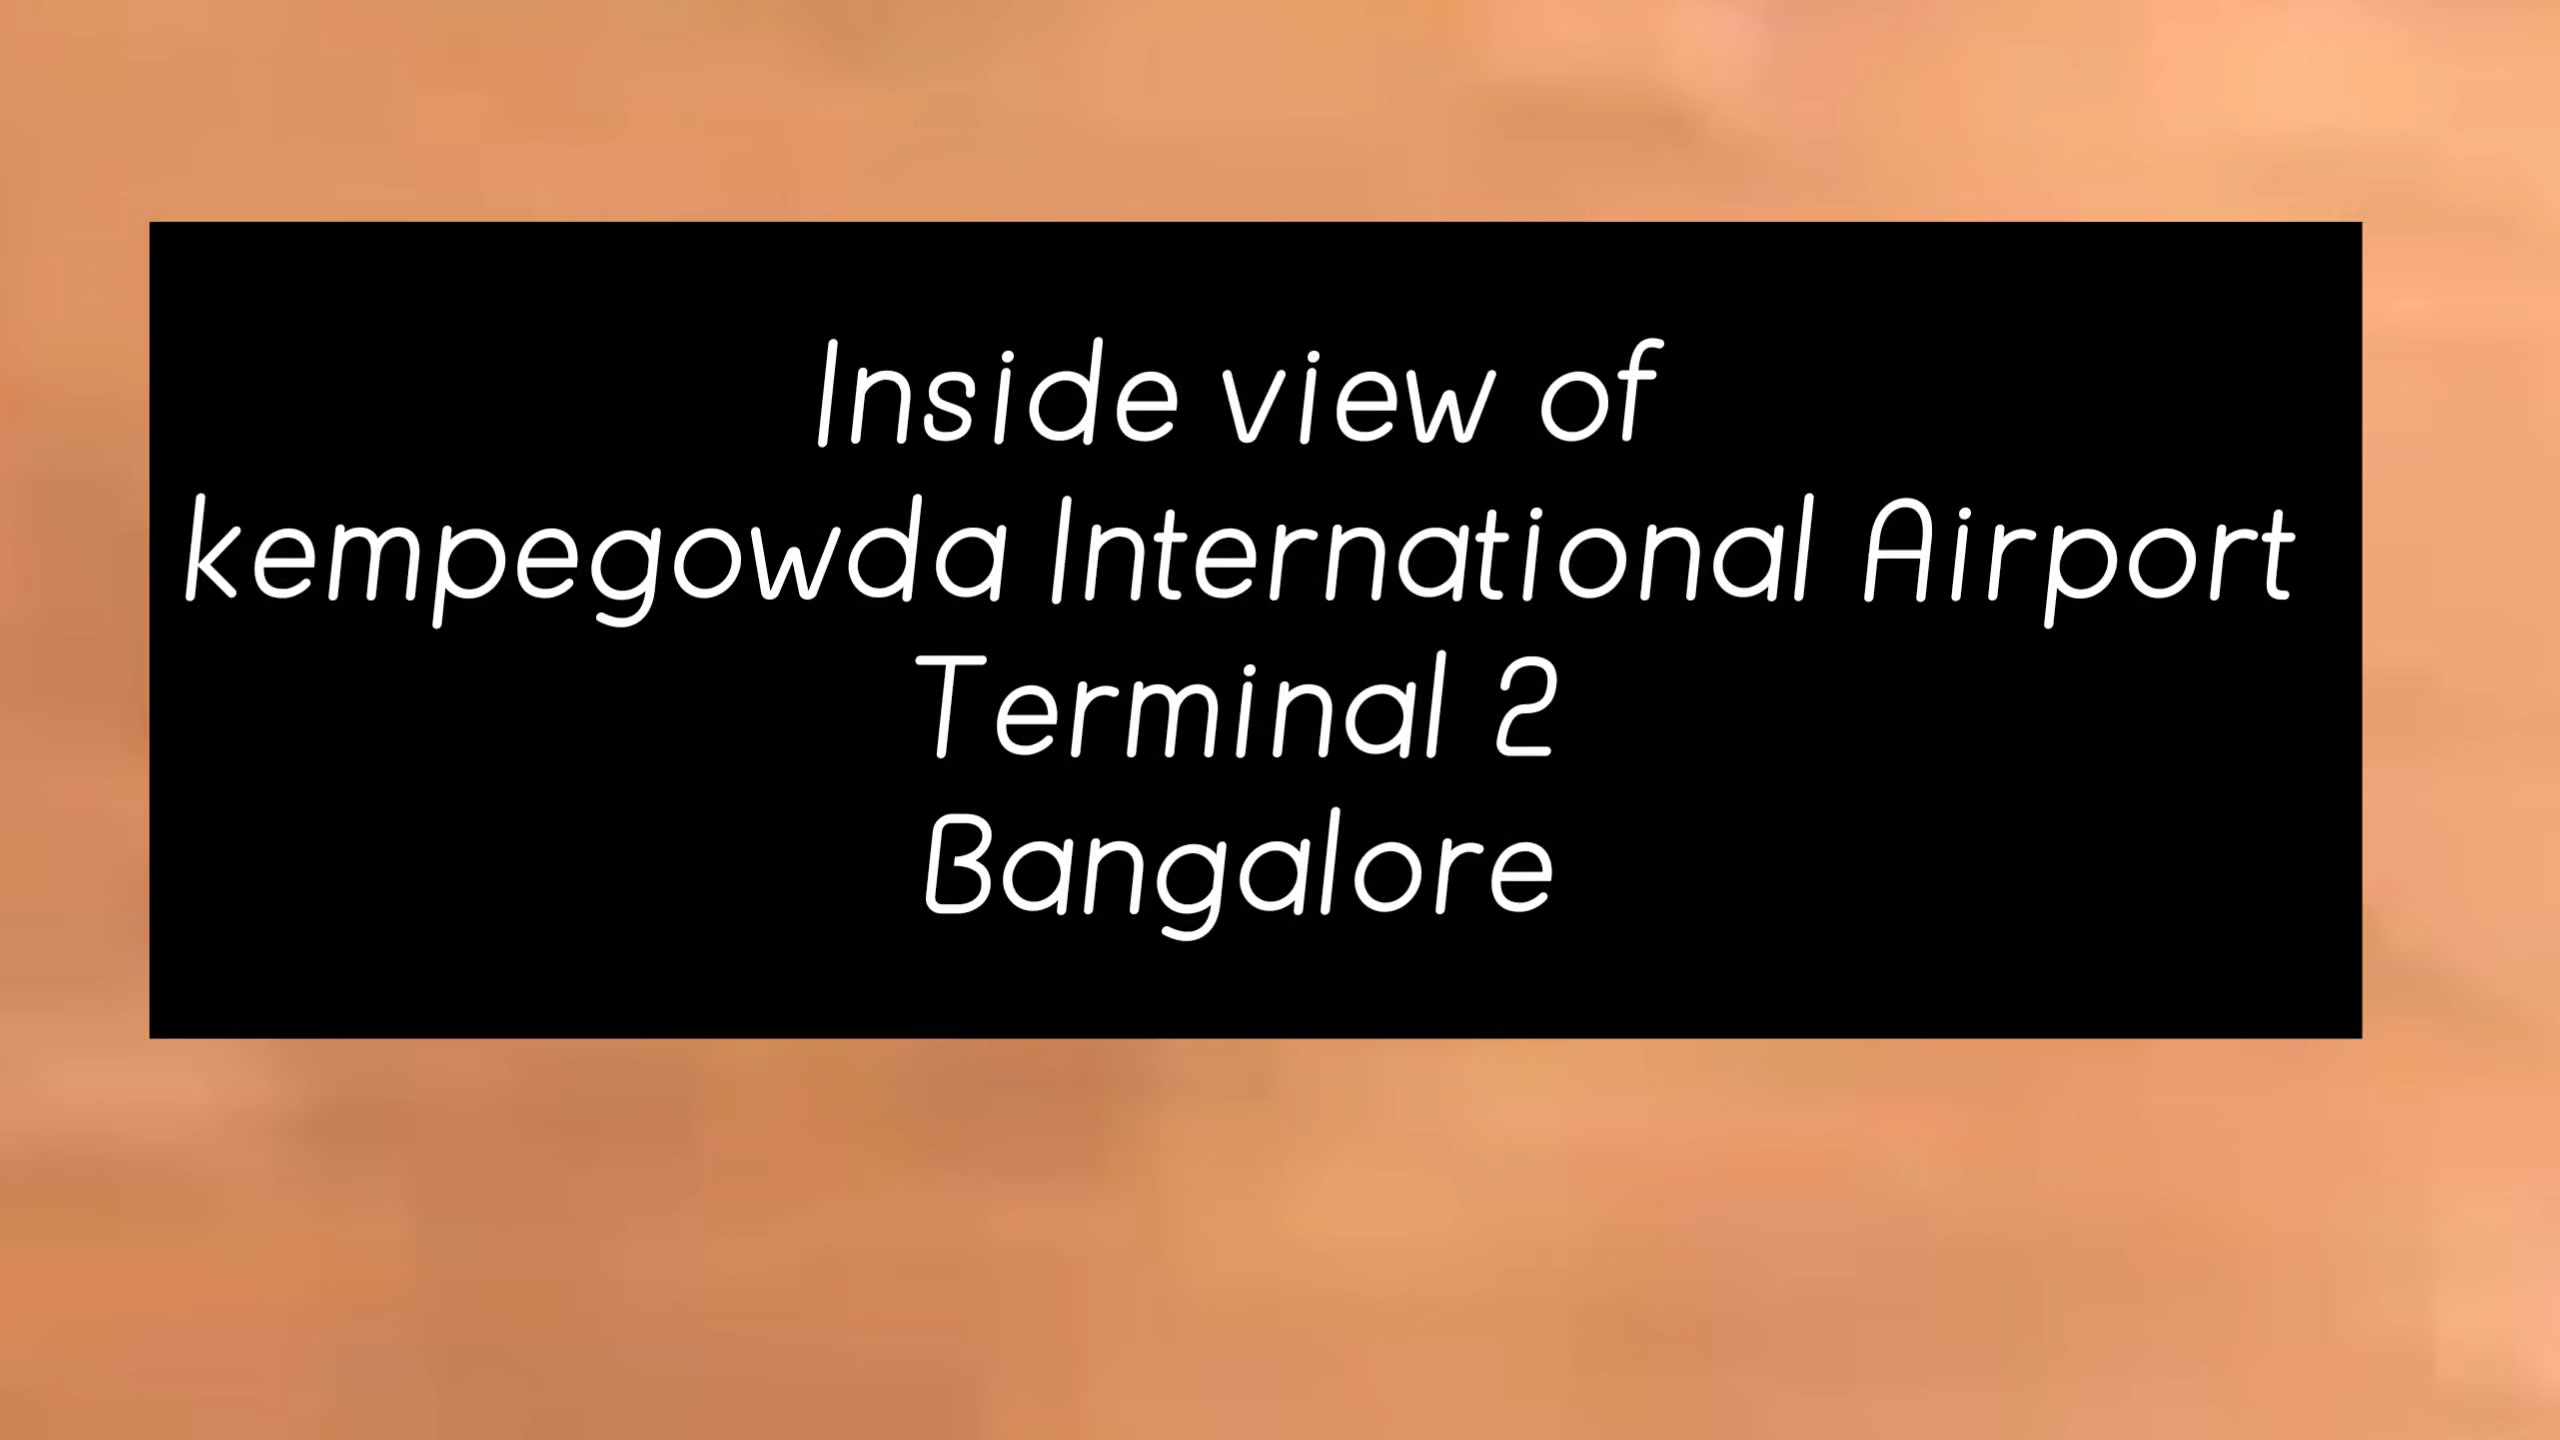 Inside view of
kempegowda International Airport
Terminal 2
Bangalore